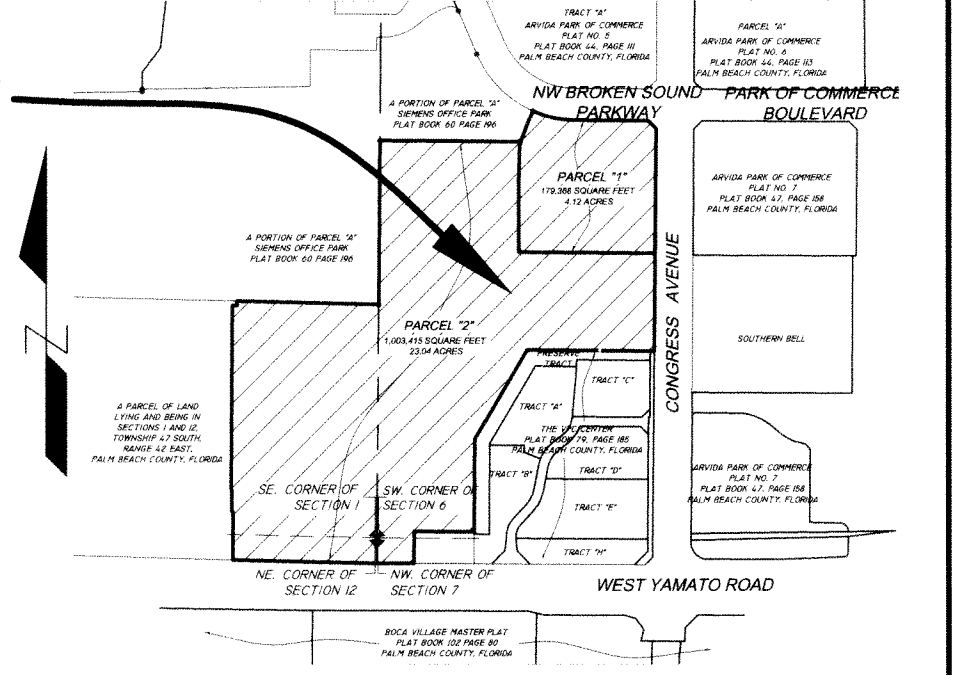 TRACT "A"
ARVIDA PARK OF COMMERCE
PLAT NO. 5
PLAT BOOK 44, PAGE 111
PALM BEACH COUNTY, FLORIDA
PARCEL "A"
ARVIDA PARK OF COMMERCE
PLAT NO. 6
PLAT BOOK 44, PAGE 113
PALM BEACH COUNTY, FLORIDA
NW BROKEN SOUND
PARKWAY
PARK OF COMMERCE
BOULEVARD
A PORTION OF PARCEL "A"
SIEMENS OFFICE PARK
PLAT BOOK 60 PAGE 196
PARCEL "1"
179,388 SQUARE FEET
4.12 ACRES
ARVIDA PARK OF COMMERCE
PLAT NO. 7
PLAT BOOK 47, PAGE 158
PALM BEACH COUNTY, FLORIDA
A PORTION OF PARCEL "A"
SIEMENS OFFICE PARK
PLAT BOOK 60 PAGE 196
CONGRESS AVENUE
PARCEL "2"
1,003,415 SQUARE FEET
23.04 ACRES
SOUTHERN BELL
PRESERVE
TRACT
TRACT "C"
TRACT "A"
A PARCEL OF LAND
LYING AND BEING IN
SECTIONS 1 AND 12,
TOWNSHIP 47 SOUTH,
RANGE 42 EAST,
PALM BEACH COUNTY, FLORIDA
THE VPC CENTER
PLAT BOOK 79, PAGE 185
PALM BEACH COUNTY, FLORIDA
TRACT "B"
TRACT "D"
ARVIDA PARK OF COMMERCE
PLAT NO. 7
PLAT BOOK 47, PAGE 158
PALM BEACH COUNTY, FLORIDA
SE. CORNER OF
SECTION 1
SW. CORNER OF
SECTION 6
TRACT "E"
TRACT "H"
NE. CORNER OF
SECTION 12
NW. CORNER OF
SECTION 7
WEST YAMATO ROAD
BOCA VILLAGE MASTER PLAT
PLAT BOOK 102 PAGE 80
PALM BEACH COUNTY, FLORIDA